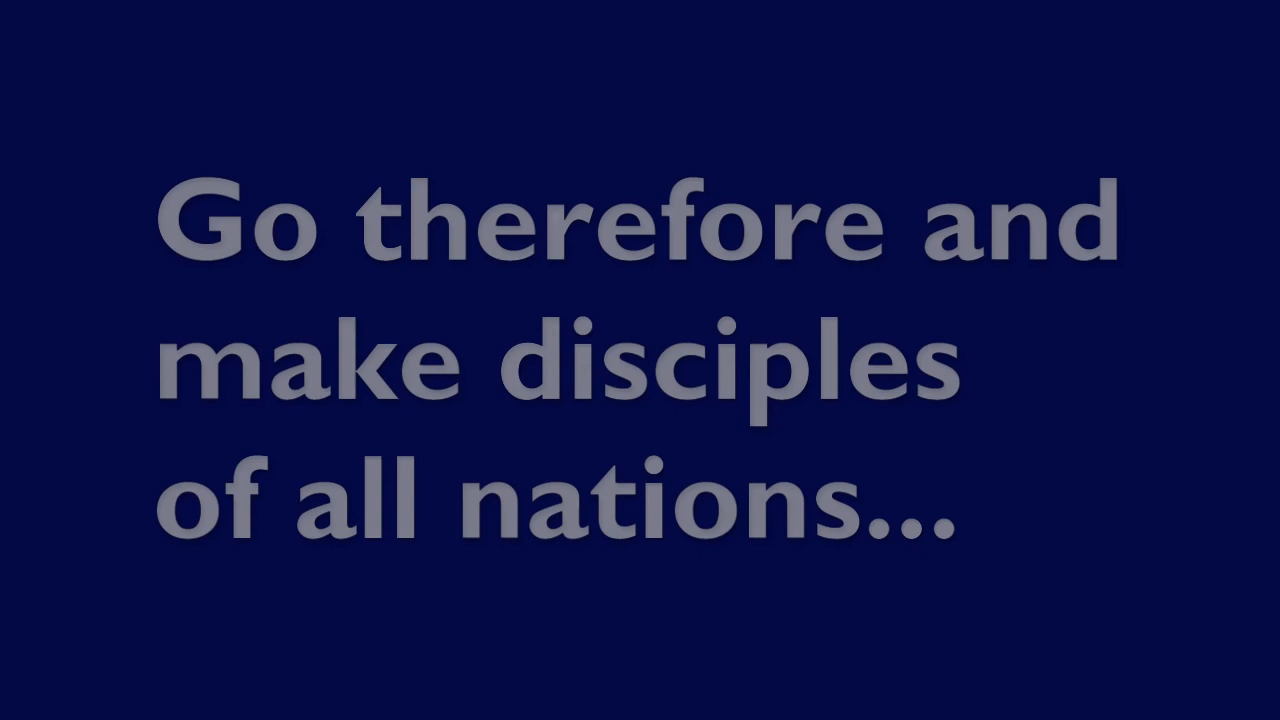 Go therefore and
make disciples
of all nations...